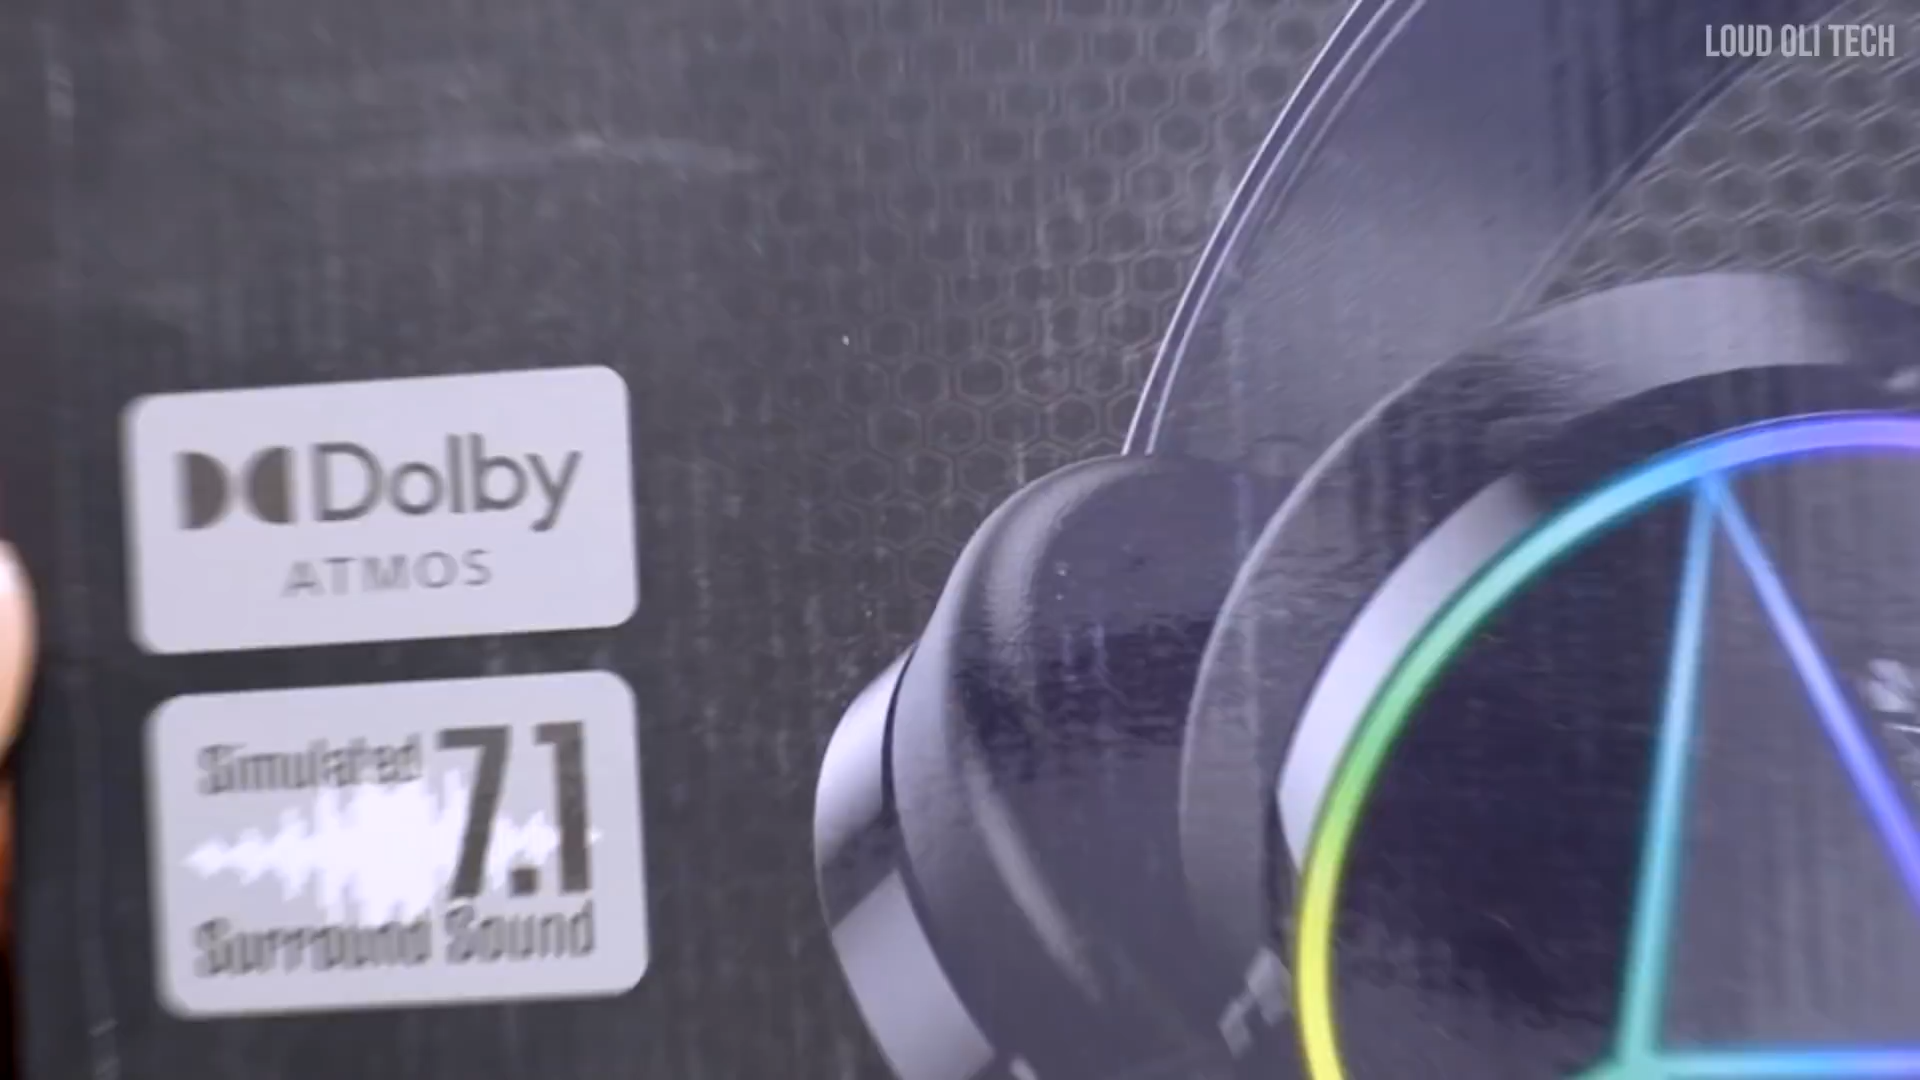 LOUD OLI TECH
Dolby
ATMOS
Simulated
7.1
Surround Sound